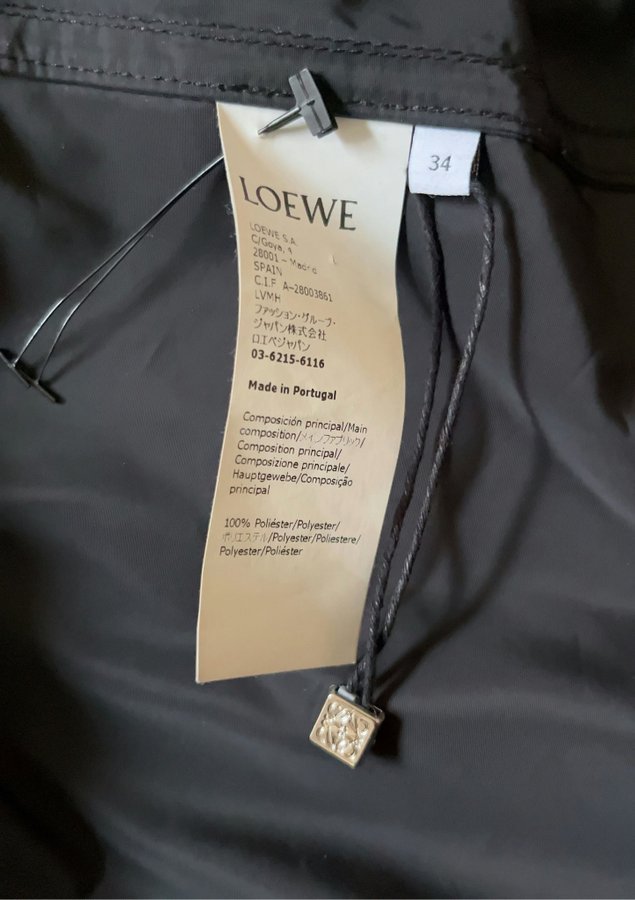 LOEWE
34
LOEWE S.A.
C/Goya, 4
28001 - Madrid
SPAIN
C.I.F. A-28003861
LVMH
ファッション・グループ・
ジャパン株式会社
ロエベジャパン
03-6215-6116
Made in Portugal
Composición principal/Main
composition/メインファブリック/
Composition principal/
Composizione principale/
Hauptgewebe/Composição
principal
100% Poliéster/Polyester/
ポリエステル/Polyester/Poliestere/
Polyester/Poliéster